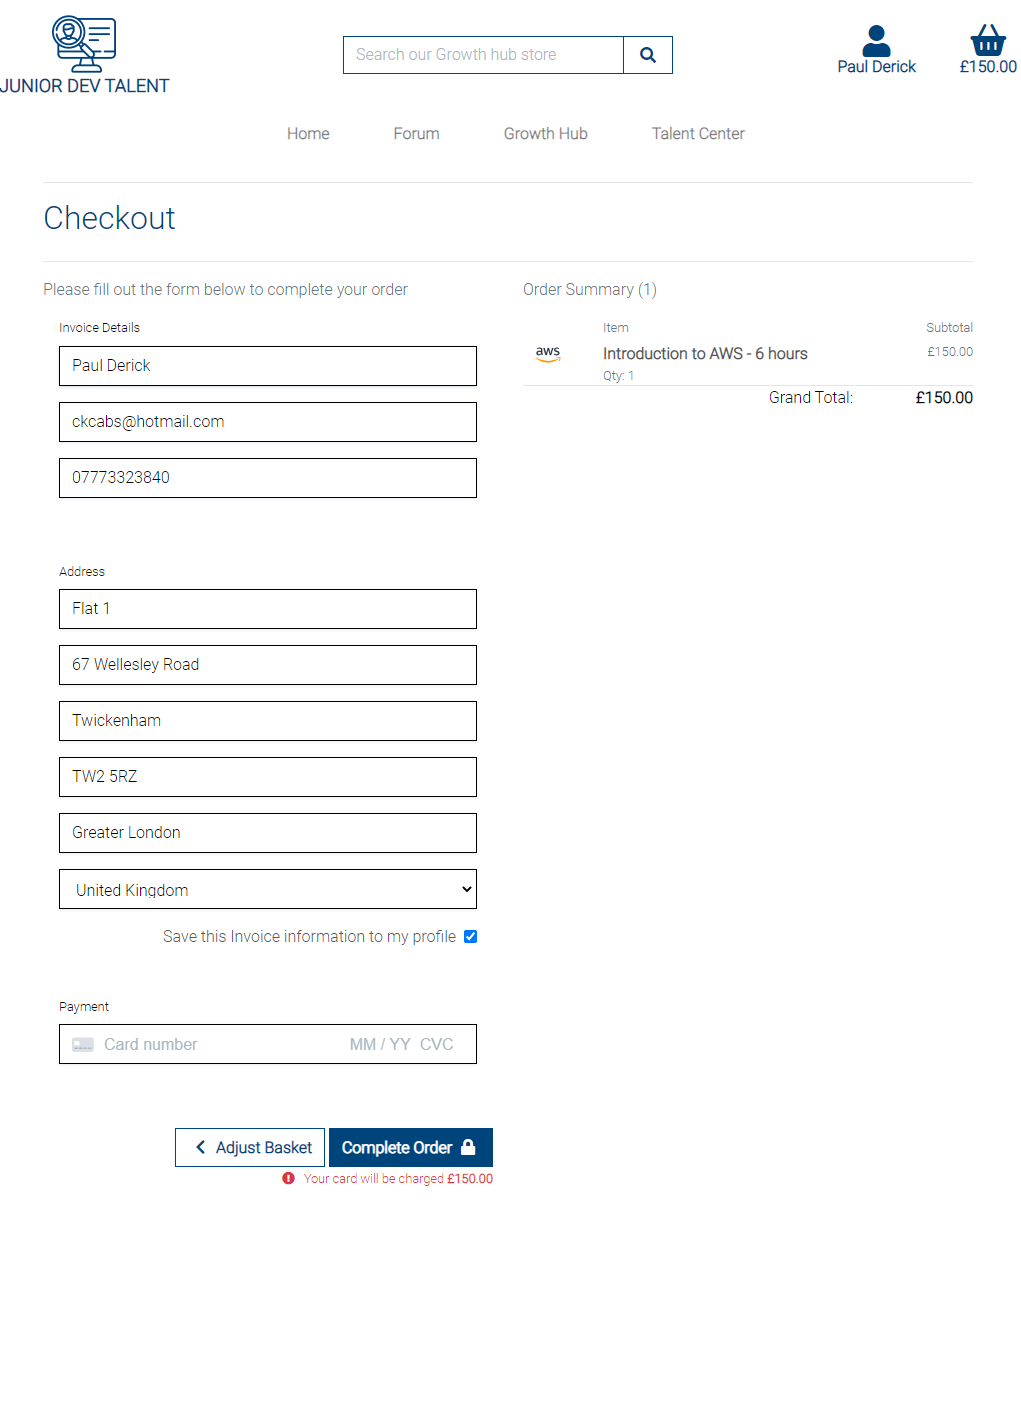 JUNIOR DEV TALENT
Search our Growth hub store
Paul Derick
£150.00
Home Forum Growth Hub Talent Center
Checkout
Please fill out the form below to complete your order
Invoice Details
Paul Derick
ckcabs@hotmail.com
07773323840
Address
Flat 1
67 Wellesley Road
Twickenham
TW2 5RZ
Greater London
United Kingdom
Save this Invoice information to my profile
Payment
Card number MM / YY CVC
Adjust Basket Complete Order
Your card will be charged £150.00
Order Summary (1)
Item Subtotal
aws Introduction to AWS - 6 hours £150.00
Qty: 1
Grand Total: £150.00